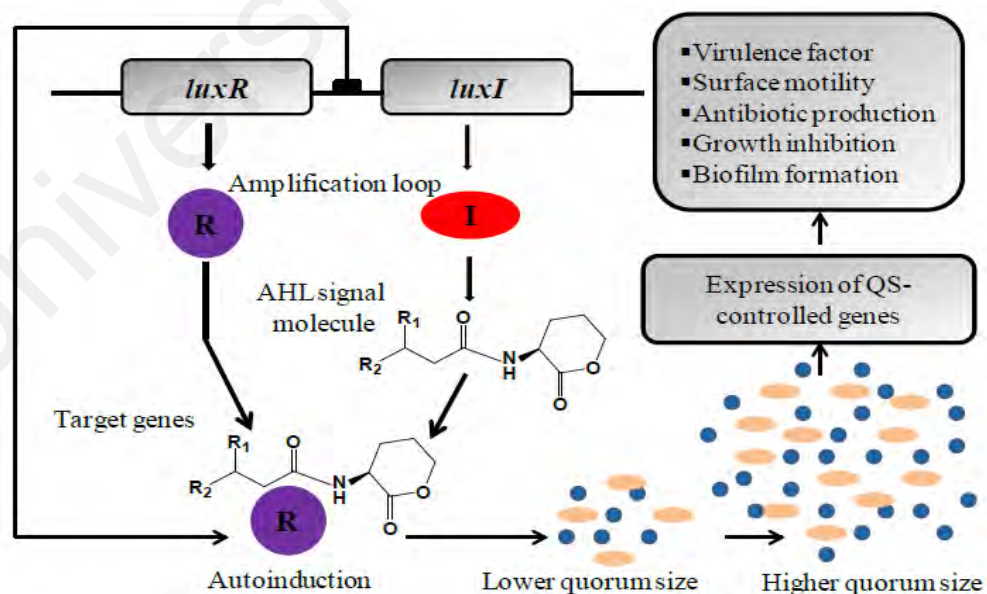 luxR
luxI
▪Virulence factor
▪Surface motility
▪Antibiotic production
▪Growth inhibition
▪Biofilm formation
Amplification loop
R
I
Expression of QS-
controlled genes
AHL signal
molecule
R1
R2
O
N
H
O
O
Target genes
R1
R2
O
N
H
O
O
R
Autoinduction
Lower quorum size
Higher quorum size